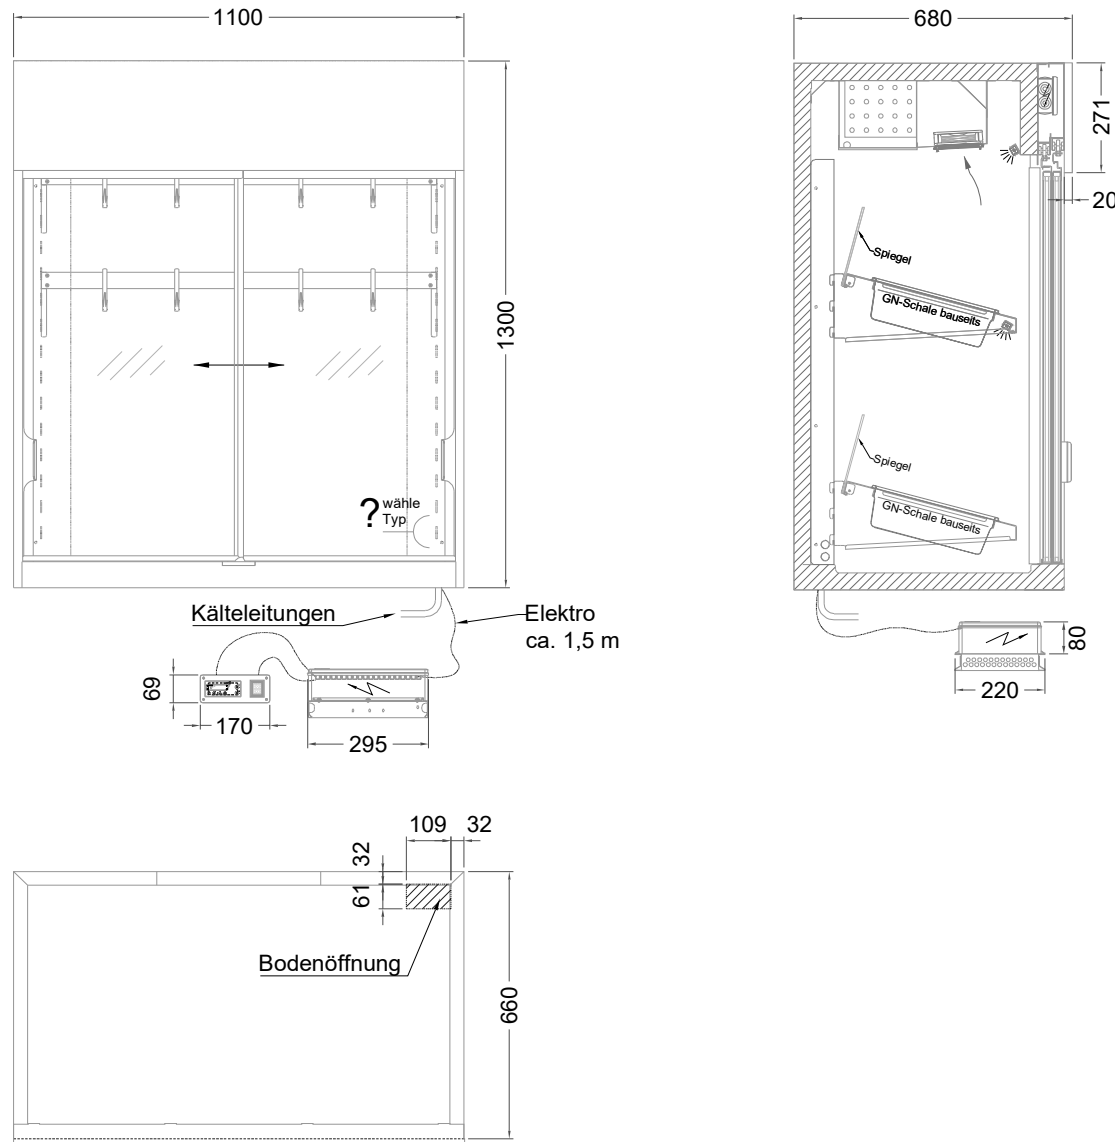 1100
680
271
20
Spiegel
GN-Schale bauseits
1300
Spiegel
GN-Schale bauseits
? wähle
Typ
Kälteleitungen
Elektro
ca. 1,5 m
80
220
69
170
295
109 32
32
61
Bodenöffnung
660